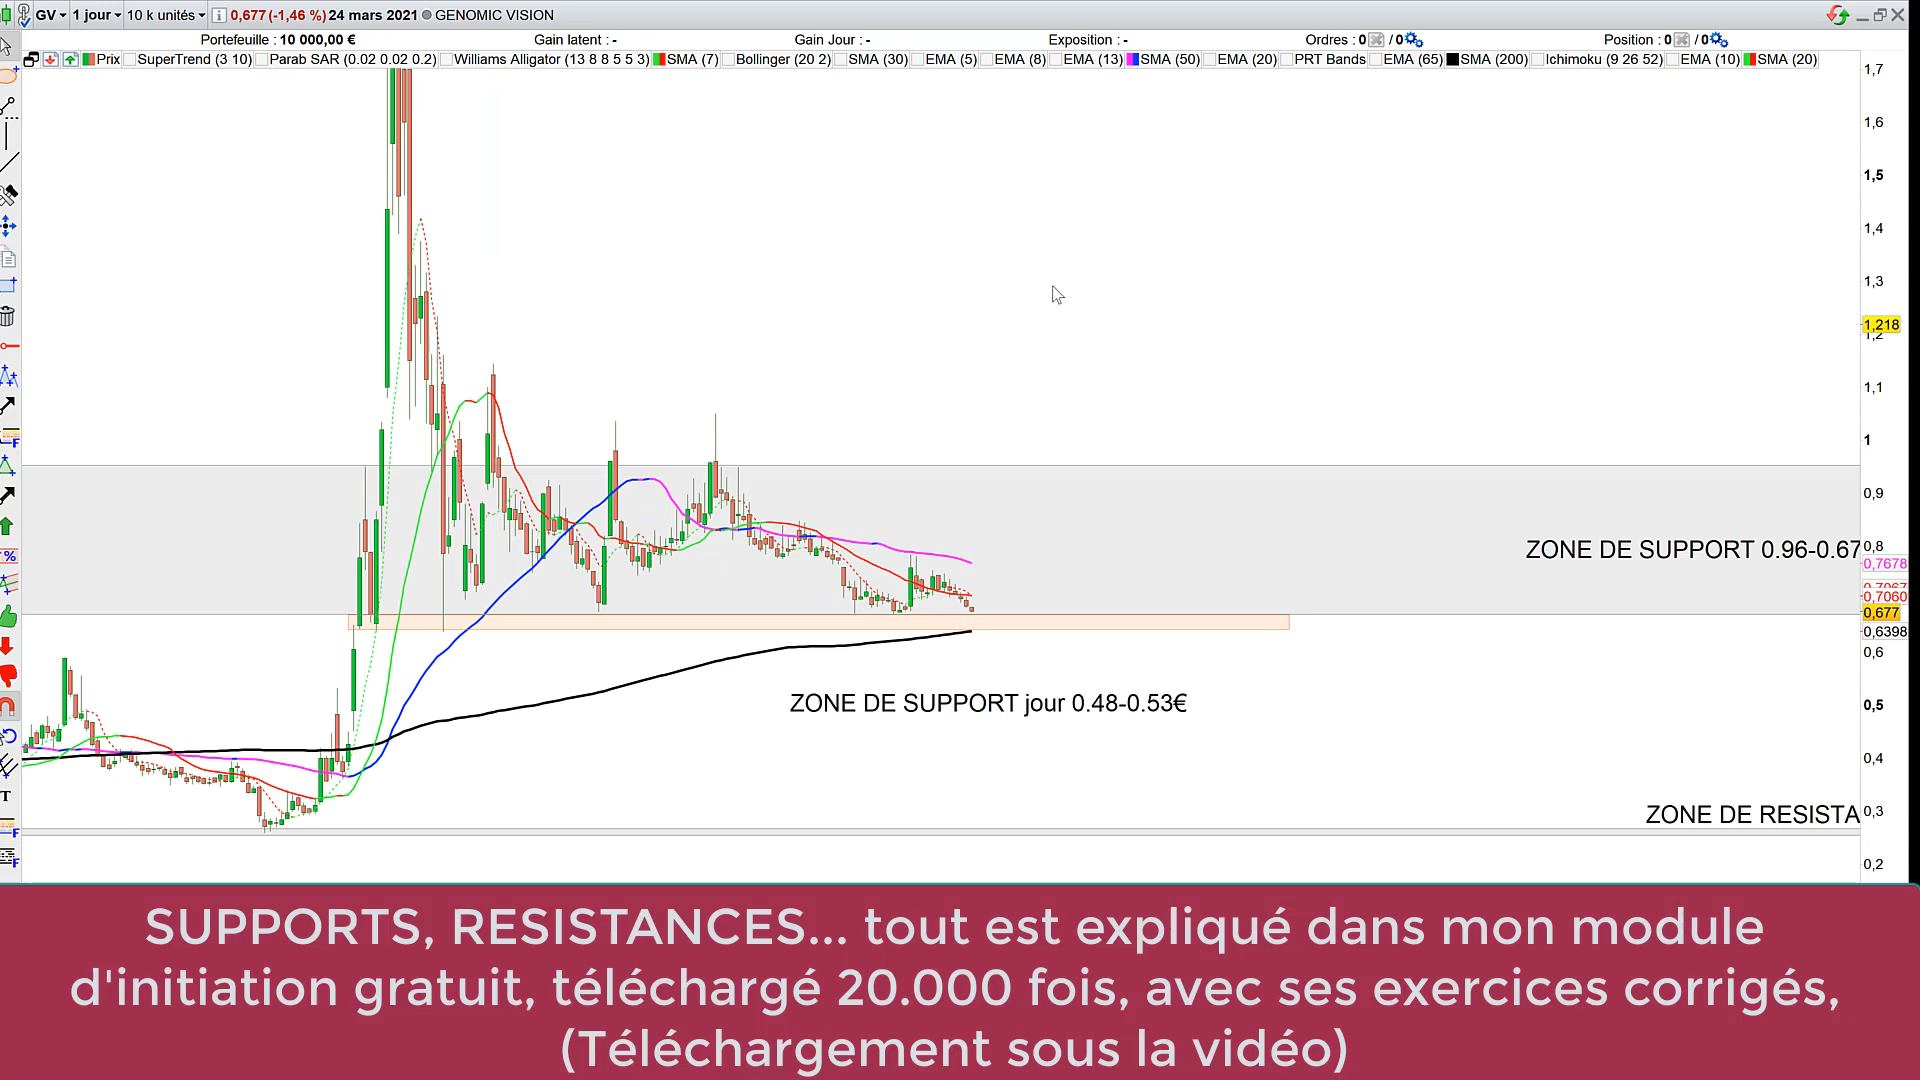 GV 1 jour 10 k unités 0,677 (-1,46 %) 24 mars 2021 GENOMIC VISION
Portefeuille : 10 000,00 € Gain latent : - Gain Jour : - Exposition : - Ordres : 0 / 0 Position : 0 / 0
Prix SuperTrend (3 10) Parab SAR (0.02 0.02 0.2) Williams Alligator (13 8 8 5 5 3) SMA (7) Bollinger (20 2) SMA (30) EMA (5) EMA (8) EMA (13) SMA (50) EMA (20) PRT Bands EMA (65) SMA (200) Ichimoku (9 26 52) EMA (10) SMA (20)
1,7
1,6
1,5
1,4
1,3
1,218
1,2
1,1
1
0,9
ZONE DE SUPPORT 0.96-0.67
0,8
0,7678
0,7067
0,7060
0,677
0,6398
0,6
ZONE DE SUPPORT jour 0.48-0.53€
0,5
0,4
ZONE DE RESISTA
0,3
0,2
SUPPORTS, RESISTANCES... tout est expliqué dans mon module
d'initiation gratuit, téléchargé 20.000 fois, avec ses exercices corrigés,
(Téléchargement sous la vidéo)